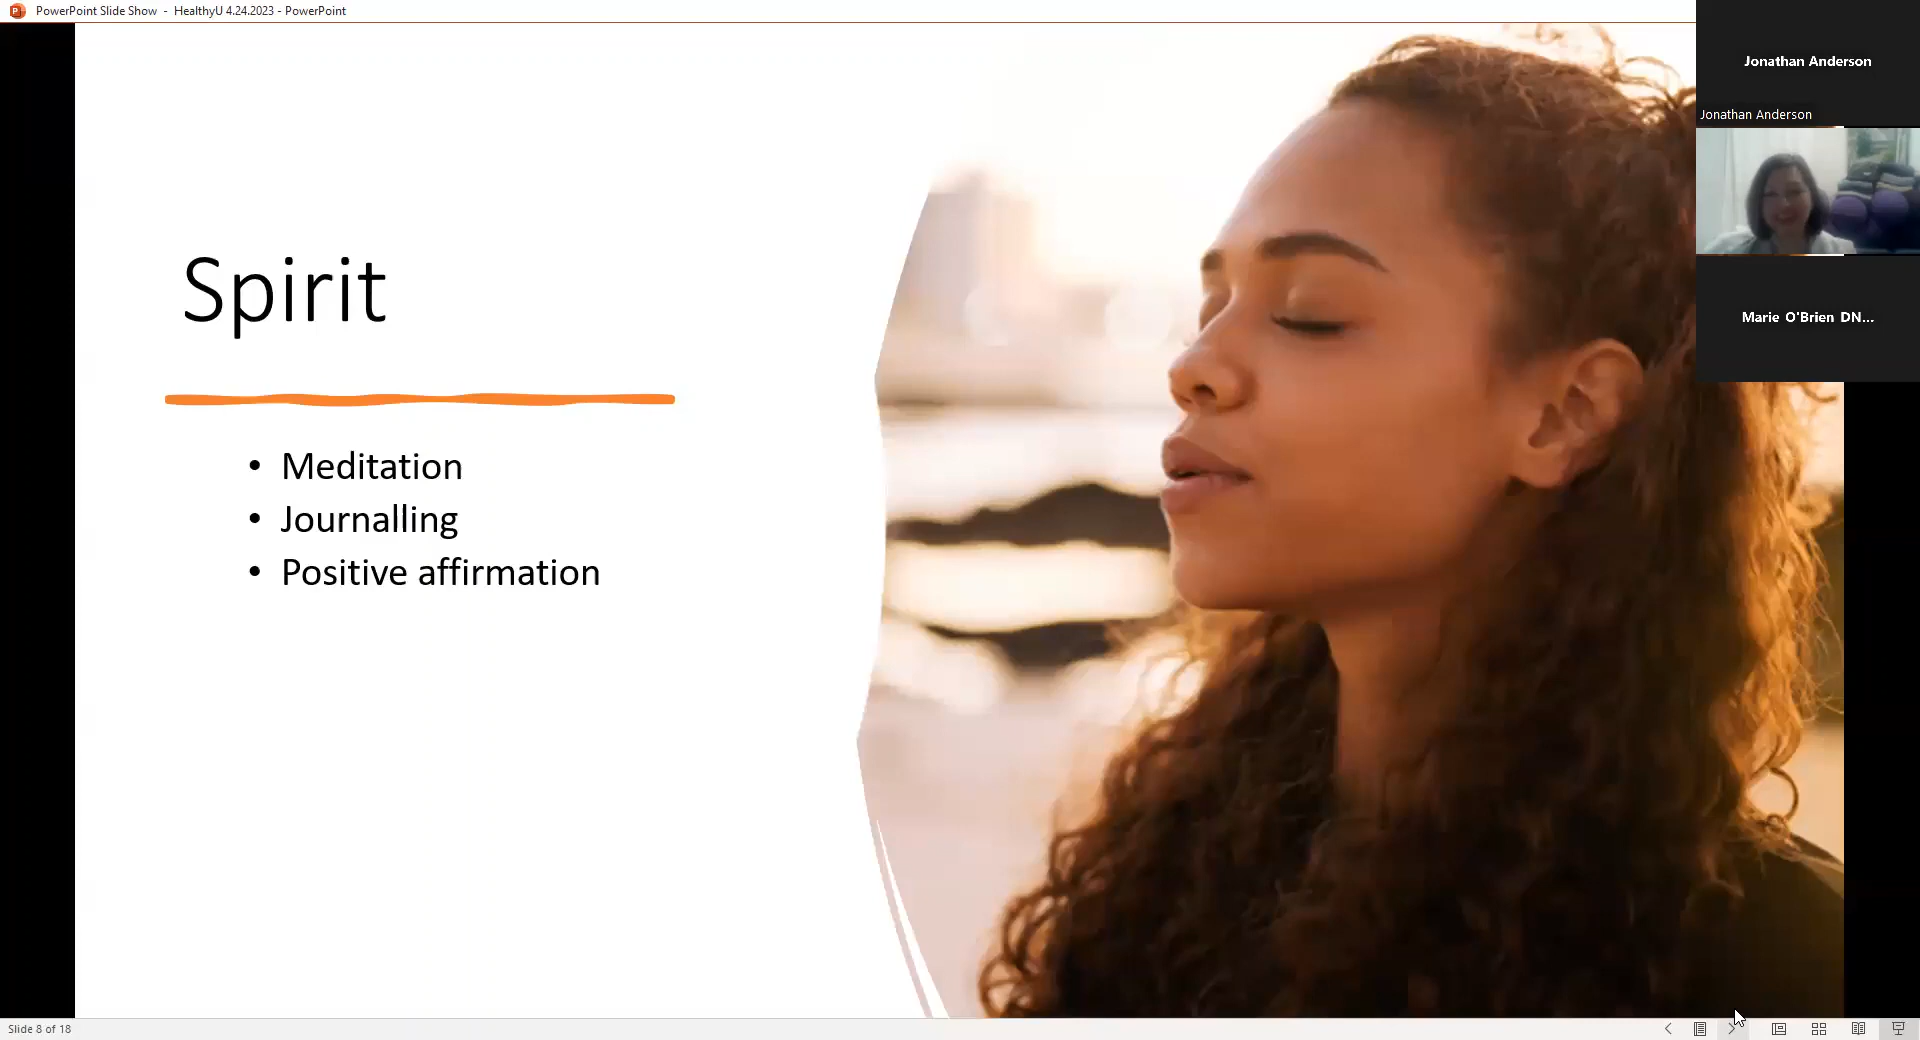 PowerPoint Slide Show - HealthyU 4.24.2023 - PowerPoint
Jonathan Anderson
Jonathan Anderson
Marie O'Brien DN...
Spirit
• Meditation
• Journalling
• Positive affirmation
Slide 8 of 18